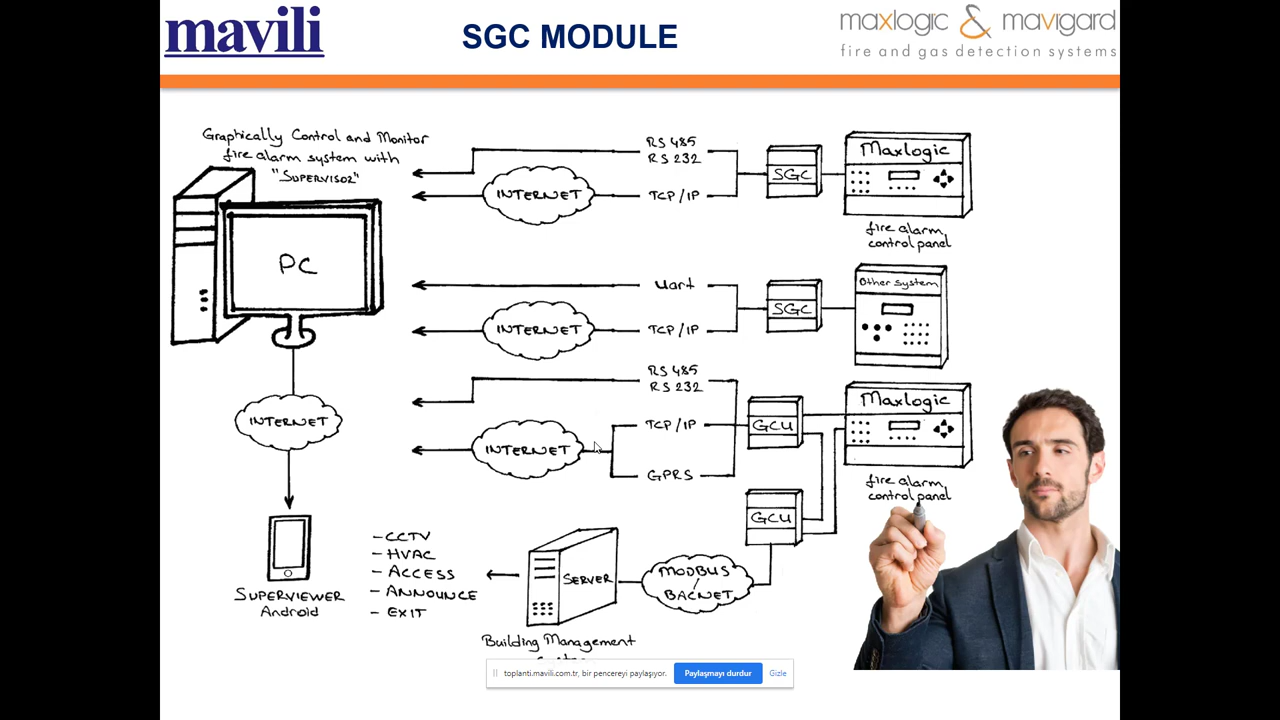 mavili
SGC MODULE
maxlogic & mavigard
fire and gas detection systems
Graphically Control and Monitor
fire alarm system with
"SUPERVISOR"
PC
INTERNET
SUPERVIEWER
Android
RS 485
RS 232
INTERNET
TCP/IP
SGC
Maxlogic
fire alarm
control panel
Uart
INTERNET
TCP/IP
SGC
Other system
RS 485
RS 232
INTERNET
TCP/IP
GPRS
GCU
Maxlogic
fire alarm
control panel
GCU
- CCTV
- HVAC
- ACCESS
- ANNOUNCE
- EXIT
SERVER
MODBUS
/
BACNET
Building Management
toplanti.mavili.com.tr, bir pencereyi paylaşıyor.
Paylaşmayı durdur
Gizle